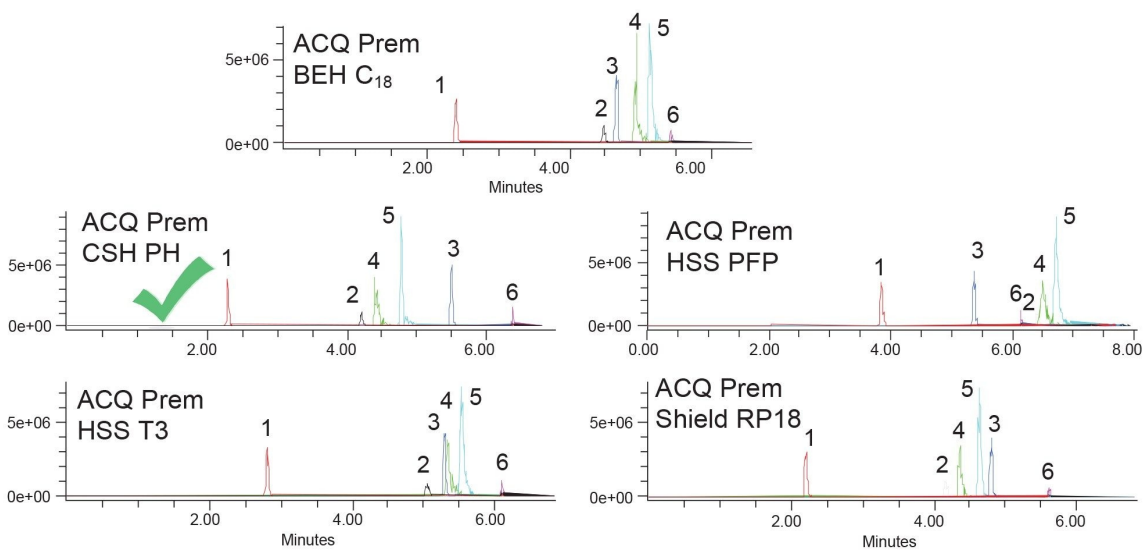 ACQ Prem
BEH C₁₈
1
2
3
4
5
6
5e+06
0e+00
2.00
4.00
6.00
Minutes
ACQ Prem
CSH PH
1
2
4
5
3
6
5e+06
0e+00
2.00
4.00
6.00
ACQ Prem
HSS PFP
1
3
6
2
4
5
5e+06
0e+00
0.00
2.00
4.00
6.00
8.00
ACQ Prem
HSS T3
1
2
3
4
5
6
5e+06
0e+00
2.00
4.00
6.00
Minutes
ACQ Prem
Shield RP18
1
2
4
5
3
6
5e+06
0e+00
2.00
4.00
6.00
Minutes